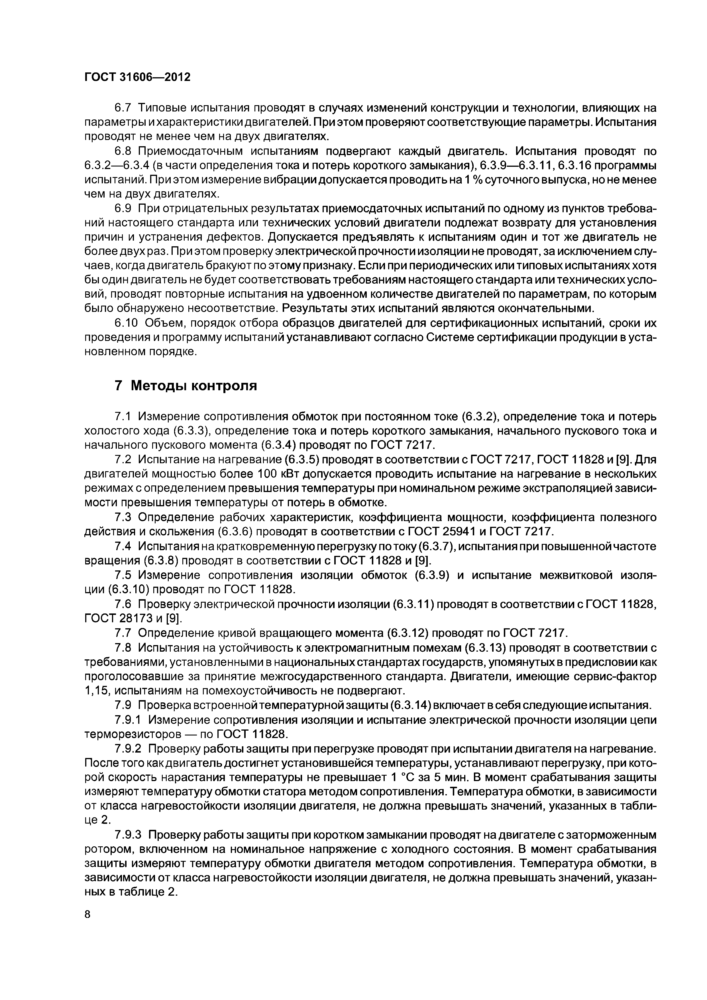 ГОСТ 31606—2012
6.7 Типовые испытания проводят в случаях изменений конструкции и технологии, влияющих на
параметры и характеристики двигателей. При этом проверяют соответствующие параметры. Испытания
проводят не менее чем на двух двигателях.
6.8 Приемосдаточным испытаниям подвергают каждый двигатель. Испытания проводят по
6.3.2—6.3.4 (в части определения тока и потерь короткого замыкания), 6.3.9—6.3.11, 6.3.16 программы
испытаний. При этом измерение вибрации допускается проводить на 1 % суточного выпуска, но не менее
чем на двух двигателях.
6.9 При отрицательных результатах приемосдаточных испытаний по одному из пунктов требова-
ний настоящего стандарта или технических условий двигатели подлежат возврату для установления
причин и устранения дефектов. Допускается предъявлять к испытаниям один и тот же двигатель не
более двух раз. При этом проверку электрической прочности изоляции не проводят, за исключением слу-
чаев, когда двигатель бракуют по этому признаку. Если при периодических или типовых испытаниях хотя
бы один двигатель не будет соответствовать требованиям настоящего стандарта или технических усло-
вий, проводят повторные испытания на удвоенном количестве двигателей по параметрам, по которым
было обнаружено несоответствие. Результаты этих испытаний являются окончательными.
6.10 Объем, порядок отбора образцов двигателей для сертификационных испытаний, сроки их
проведения и программу испытаний устанавливают согласно Системе сертификации продукции в уста-
новленном порядке.
7 Методы контроля
7.1 Измерение сопротивления обмоток при постоянном токе (6.3.2), определение тока и потерь
холостого хода (6.3.3), определение тока и потерь короткого замыкания, начального пускового тока и
начального пускового момента (6.3.4) проводят по ГОСТ 7217.
7.2 Испытание на нагревание (6.3.5) проводят в соответствии с ГОСТ 7217, ГОСТ 11828 и [9]. Для
двигателей мощностью более 100 кВт допускается проводить испытание на нагревание в нескольких
режимах с определением превышения температуры при номинальном режиме экстраполяцией зависи-
мости превышения температуры от потерь в обмотке.
7.3 Определение рабочих характеристик, коэффициента мощности, коэффициента полезного
действия и скольжения (6.3.6) проводят в соответствии с ГОСТ 25941 и ГОСТ 7217.
7.4 Испытания на кратковременную перегрузку по току (6.3.7), испытания при повышенной частоте
вращения (6.3.8) проводят в соответствии с ГОСТ 11828 и [9].
7.5 Измерение сопротивления изоляции обмоток (6.3.9) и испытание межвитковой изоля-
ции (6.3.10) проводят по ГОСТ 11828.
7.6 Проверку электрической прочности изоляции (6.3.11) проводят в соответствии с ГОСТ 11828,
ГОСТ 28173 и [9].
7.7 Определение кривой вращающего момента (6.3.12) проводят по ГОСТ 7217.
7.8 Испытания на устойчивость к электромагнитным помехам (6.3.13) проводят в соответствии с
требованиями, установленными в национальных стандартах государств, упомянутых в предисловии как
проголосовавшие за принятие межгосударственного стандарта. Двигатели, имеющие сервис-фактор
1,15, испытаниям на помехоустойчивость не подвергают.
7.9 Проверка встроенной температурной защиты (6.3.14) включает в себя следующие испытания.
7.9.1 Измерение сопротивления изоляции и испытание электрической прочности изоляции цепи
терморезисторов — по ГОСТ 11828.
7.9.2 Проверку работы защиты при перегрузке проводят при испытании двигателя на нагревание.
После того как двигатель достигнет установившейся температуры, устанавливают перегрузку, при кото-
рой скорость нарастания температуры не превышает 1 °С за 5 мин. В момент срабатывания защиты
измеряют температуру обмотки статора методом сопротивления. Температура обмотки, в зависимости
от класса нагревостойкости изоляции двигателя, не должна превышать значений, указанных в табли-
це 2.
7.9.3 Проверку работы защиты при коротком замыкании проводят на двигателе с заторможенным
ротором, включенном на номинальное напряжение с холодного состояния. В момент срабатывания
защиты измеряют температуру обмотки двигателя методом сопротивления. Температура обмотки, в
зависимости от класса нагревостойкости изоляции двигателя, не должна превышать значений, указан-
ных в таблице 2.
8